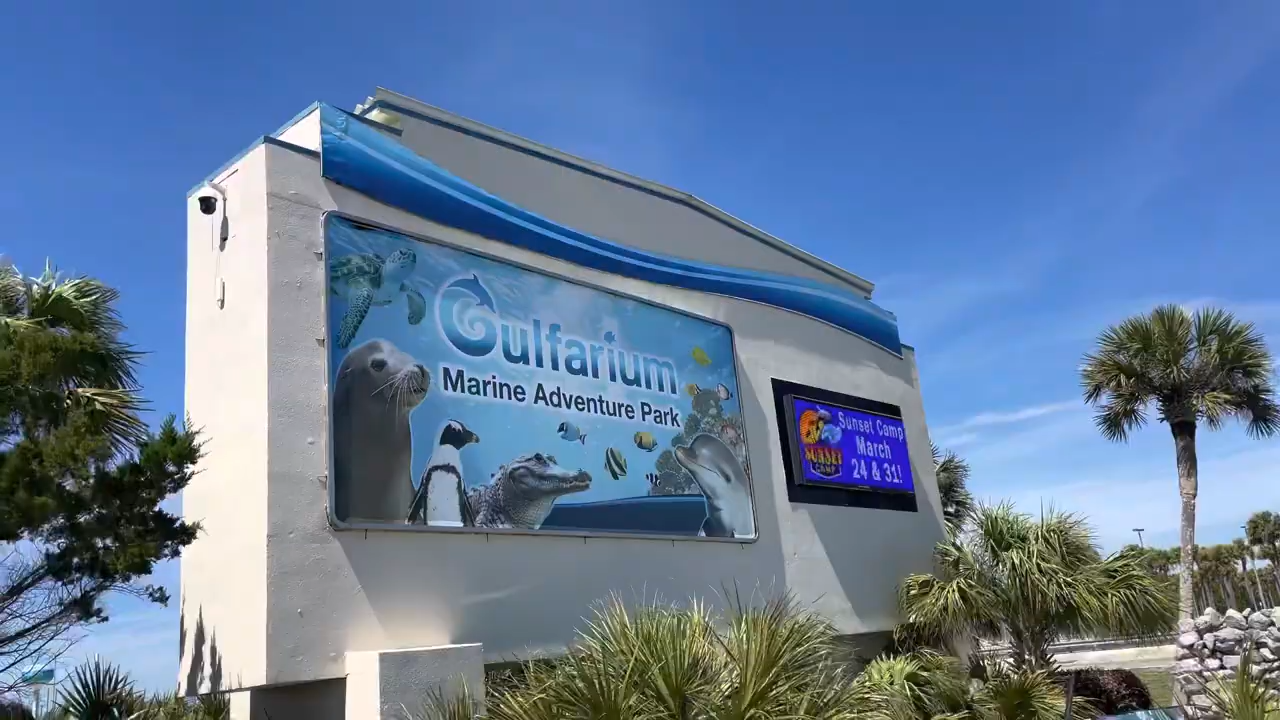 Gulfarium
Marine Adventure Park
Sunset Camp
March
24 & 31!
SUNSET
CAMP